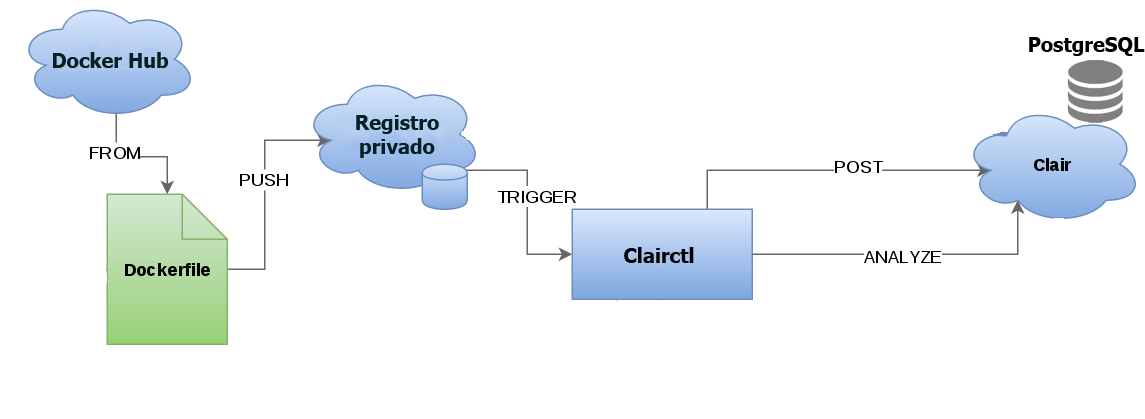 Docker Hub
FROM
Dockerfile
PUSH
Registro
privado
TRIGGER
Clairctl
POST
ANALYZE
PostgreSQL
Clair